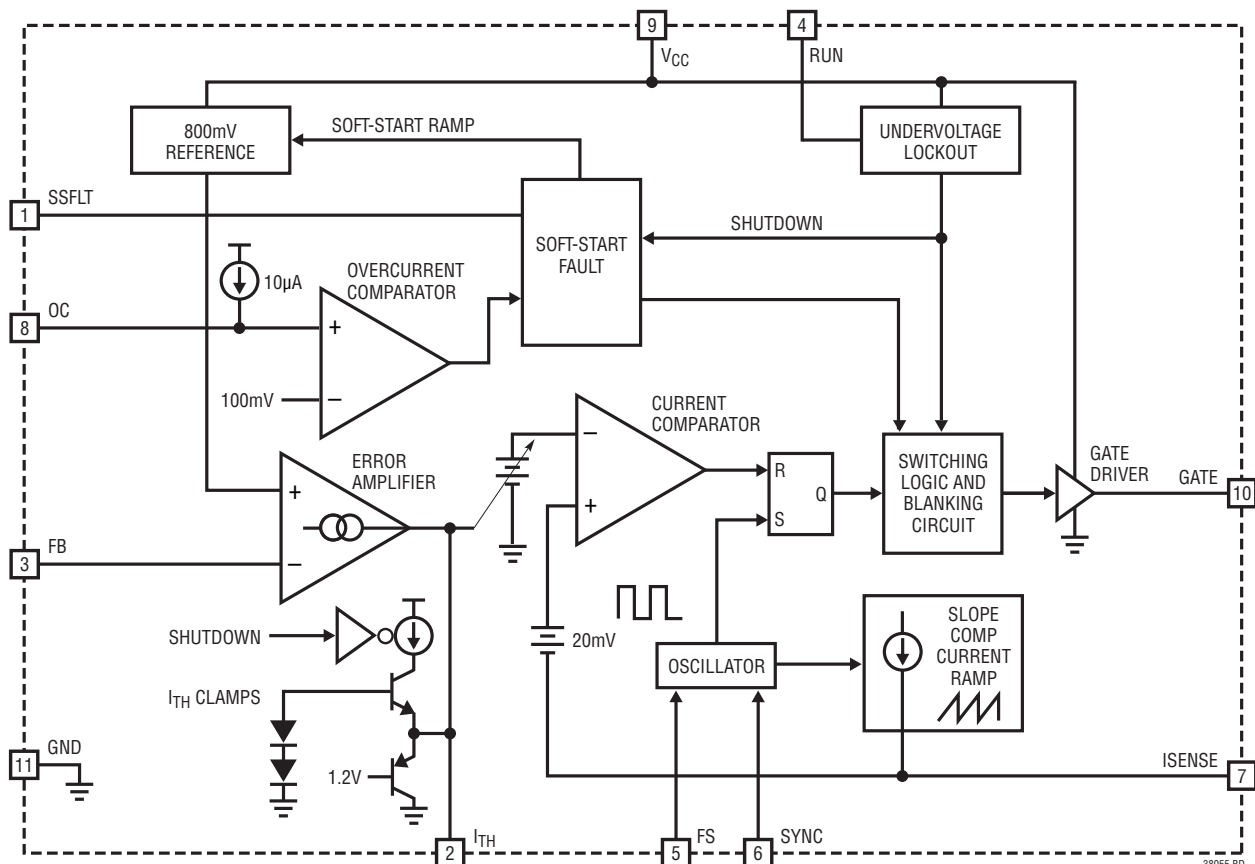 9
VCC
4
RUN
800mV
REFERENCE
SOFT-START RAMP
UNDERVOLTAGE
LOCKOUT
1
SSFLT
SOFT-START
FAULT
SHUTDOWN
10µA
OVERCURRENT
COMPARATOR
8
OC
+
–
100mV
CURRENT
COMPARATOR
ERROR
AMPLIFIER
+
–
–
+
R
S
Q
SWITCHING
LOGIC AND
BLANKING
CIRCUIT
GATE
DRIVER
GATE
10
3
FB
SHUTDOWN
20mV
OSCILLATOR
SLOPE
COMP
CURRENT
RAMP
ITH CLAMPS
11
GND
1.2V
ISENSE
7
2
ITH
5
FS
6
SYNC